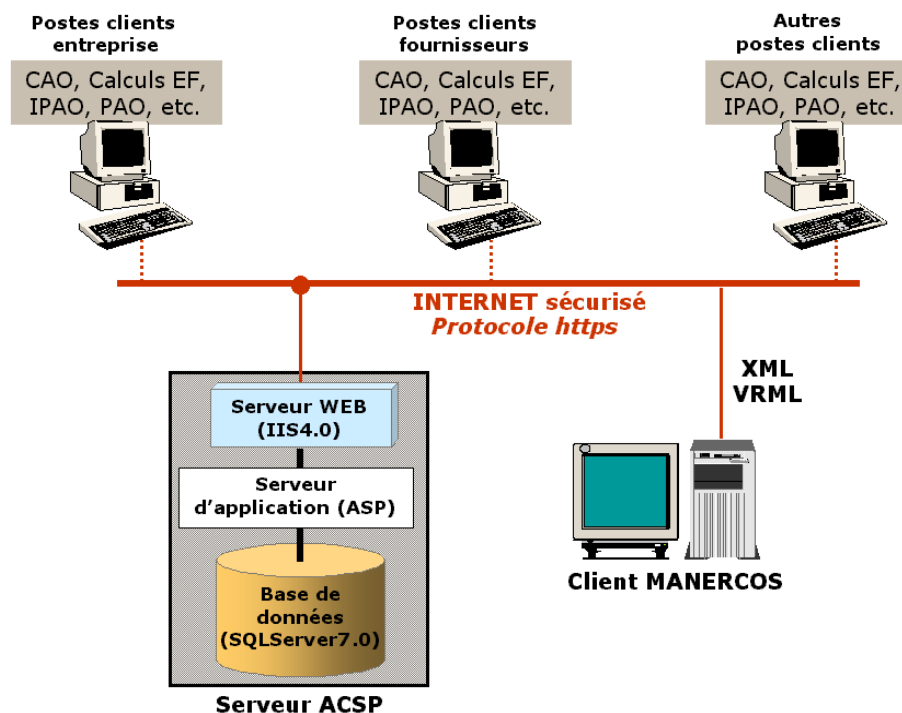 Postes clients
entreprise
CAO, Calculs EF,
IPAO, PAO, etc.
Postes clients
fournisseurs
CAO, Calculs EF,
IPAO, PAO, etc.
Autres
postes clients
CAO, Calculs EF,
IPAO, PAO, etc.
INTERNET sécurisé
Protocole https
XML
VRML
Serveur WEB
(IIS4.0)
Serveur
d’application (ASP)
Base de
données
(SQLServer7.0)
Serveur ACSP
Client MANERCOS